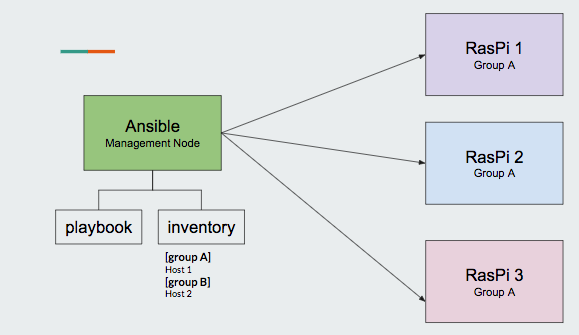 Ansible
Management Node
playbook
inventory
[group A]
Host 1
[group B]
Host 2
RasPi 1
Group A
RasPi 2
Group A
RasPi 3
Group A